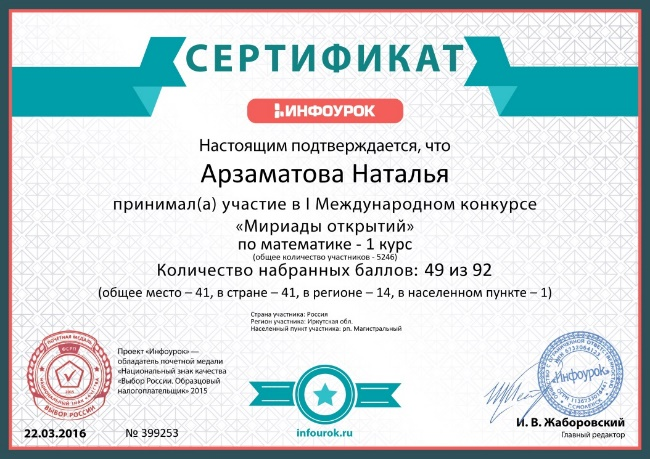 СЕРТИФИКАТ
ИНФОУРОК
Настоящим подтверждается, что
Арзаматова Наталья
принимал(а) участие в I Международном конкурсе
«Мириады открытий»
по математике - 1 курс
(общее количество участников - 5246)
Количество набранных баллов: 49 из 92
(общее место – 41, в стране – 41, в регионе – 14, в населенном пункте – 1)
Страна участника: Россия
Регион участника: Иркутская обл.
Населенный пункт участника: рп. Магистральный
Проект «Инфоурок» —
обладатель почетной медали
«Национальный знак качества
«Выбор России. Образцовый
налогоплательщик» 2015
ВЫБОР РОССИИ
«Инфоурок»
И. В. Жаборовский
Главный редактор
22.03.2016
№ 399253
infourok.ru